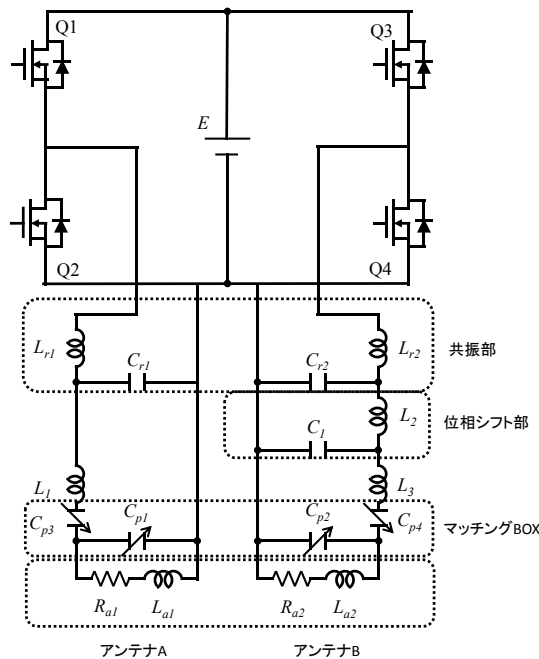 Q1
Q3
E
Q2
Q4
Lr1
Cr1
Cr2
Lr2
共振部
L2
位相シフト部
C1
L1
L3
Cp3
Cp1
Cp2
Cp4
マッチングBOX
Ra1
La1
Ra2
La2
アンテナA
アンテナB